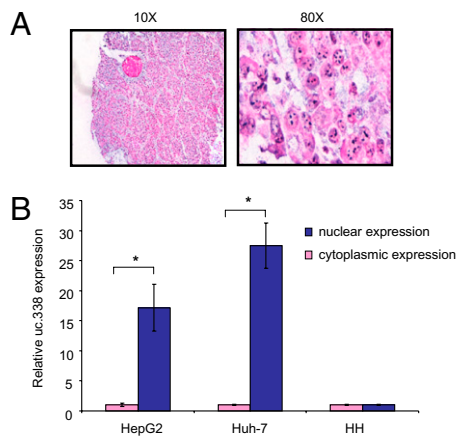 A
10X
80X
B
Relative uc.338 expression
35
30
25
20
15
10
5
0
*
*
nuclear expression
cytoplasmic expression
HepG2
Huh-7
HH